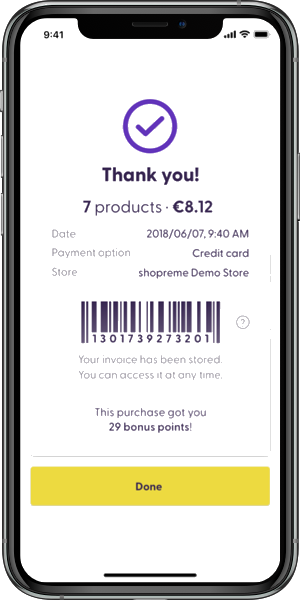 9:41
Thank you!
7 products · €8.12
Date 2018/06/07, 9:40 AM
Payment option Credit card
Store shopreme Demo Store
1301739273201
?
Your invoice has been stored.
You can access it at any time.
This purchase got you
29 bonus points!
Done